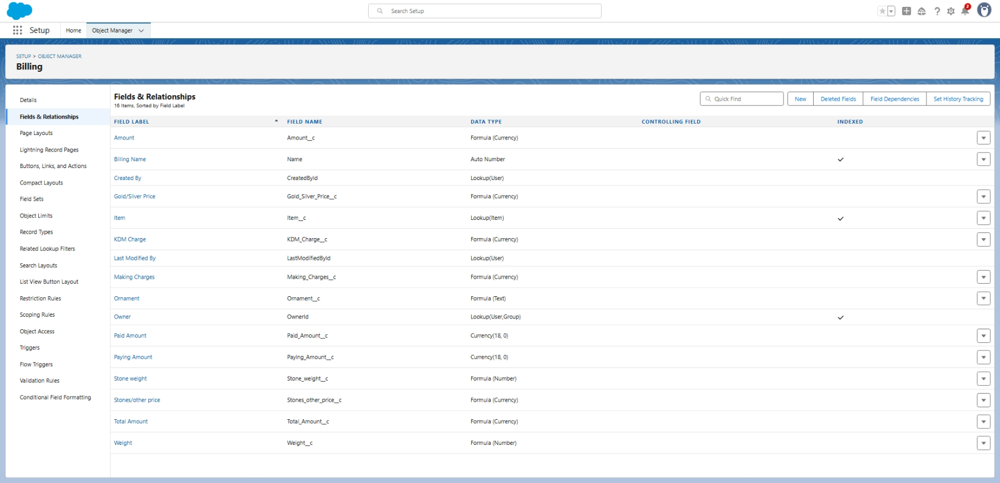 Search Setup
2
Setup
Home
Object Manager
SETUP > OBJECT MANAGER
Billing
Details
Fields & Relationships
Page Layouts
Lightning Record Pages
Buttons, Links, and Actions
Compact Layouts
Field Sets
Object Limits
Record Types
Related Lookup Filters
Search Layouts
List View Button Layout
Restriction Rules
Scoping Rules
Object Access
Triggers
Flow Triggers
Validation Rules
Conditional Field Formatting
Fields & Relationships
16 Items, Sorted by Field Label
Quick Find
New
Deleted Fields
Field Dependencies
Set History Tracking
FIELD LABEL FIELD NAME DATA TYPE CONTROLLING FIELD INDEXED
Amount Amount__c Formula (Currency)
Billing Name Name Auto Number
Created By CreatedById Lookup(User)
Gold/Silver Price Gold_Silver_Price__c Formula (Currency)
Item Item__c Lookup(Item)
KDM Charge KDM_Charge__c Formula (Currency)
Last Modified By LastModifiedById Lookup(User)
Making Charges Making_Charges__c Formula (Currency)
Ornament Ornament__c Formula (Text)
Owner OwnerId Lookup(User,Group)
Paid Amount Paid_Amount__c Currency(18, 0)
Paying Amount Paying_Amount__c Currency(18, 0)
Stone weight Stone_weight__c Formula (Number)
Stones/other price Stones_other_price__c Formula (Currency)
Total Amount Total_Amount__c Formula (Currency)
Weight Weight__c Formula (Number)